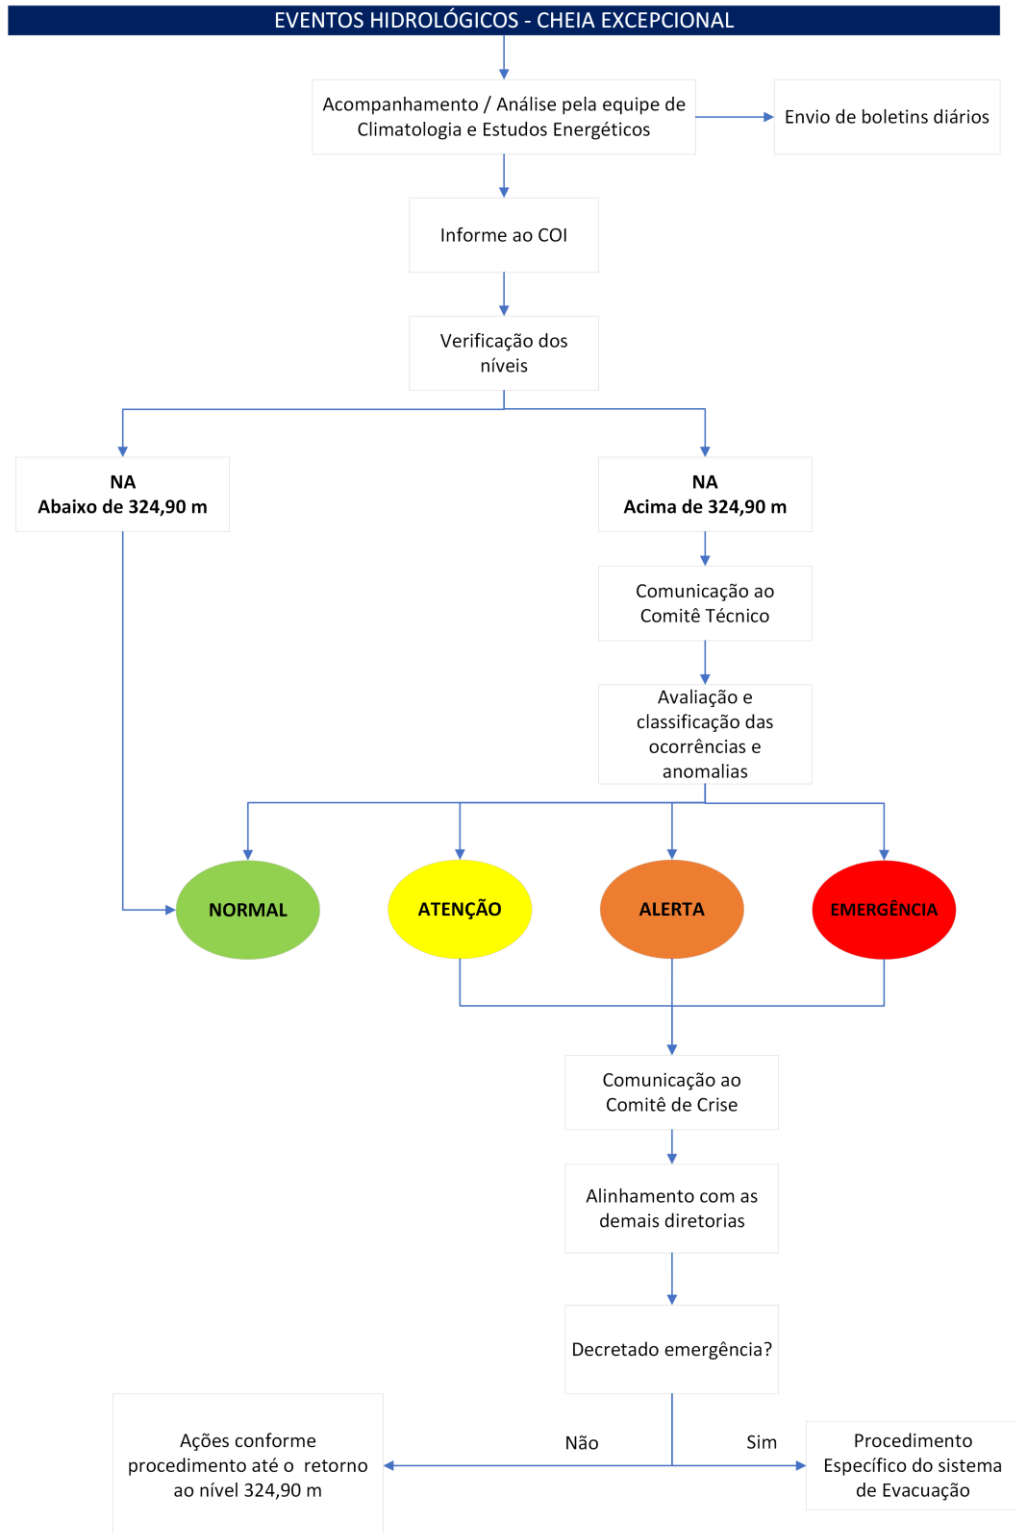 EVENTOS HIDROLÓGICOS - CHEIA EXCEPCIONAL
Acompanhamento / Análise pela equipe de
Climatologia e Estudos Energéticos
Envio de boletins diários
Informe ao COI
Verificação dos
níveis
NA
Abaixo de 324,90 m
NA
Acima de 324,90 m
Comunicação ao
Comitê Técnico
Avaliação e
classificação das
ocorrências e
anomalias
NORMAL
ATENÇÃO
ALERTA
EMERGÊNCIA
Comunicação ao
Comitê de Crise
Alinhamento com as
demais diretorias
Decretado emergência?
Não
Sim
Ações conforme
procedimento até o retorno
ao nível 324,90 m
Procedimento
Específico do sistema
de Evacuação